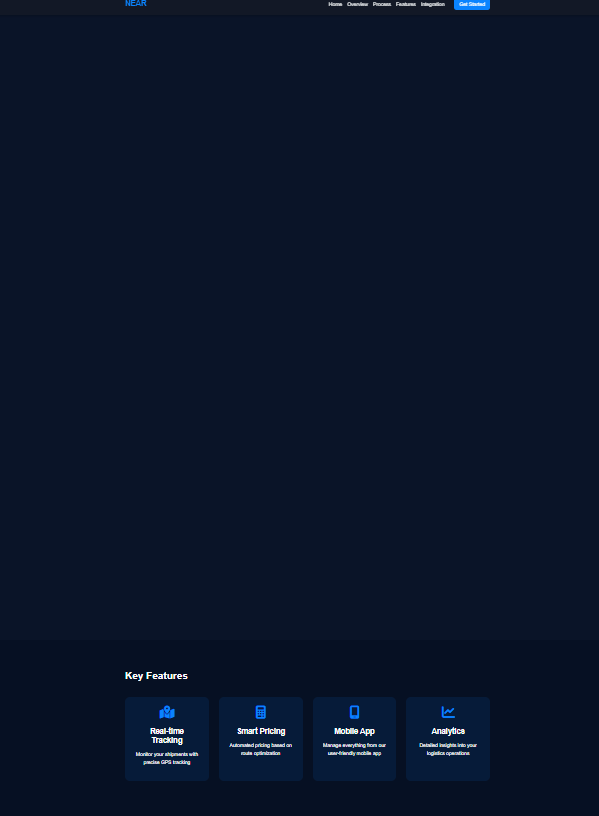 NEAR
Home Overview Process Features Integration Get Started
Key Features
Real-time
Tracking
Monitor your shipments with
precise GPS tracking
Smart Pricing
Automated pricing based on
route optimization
Mobile App
Manage everything from our
user-friendly mobile app
Analytics
Detailed insights into your
logistics operations